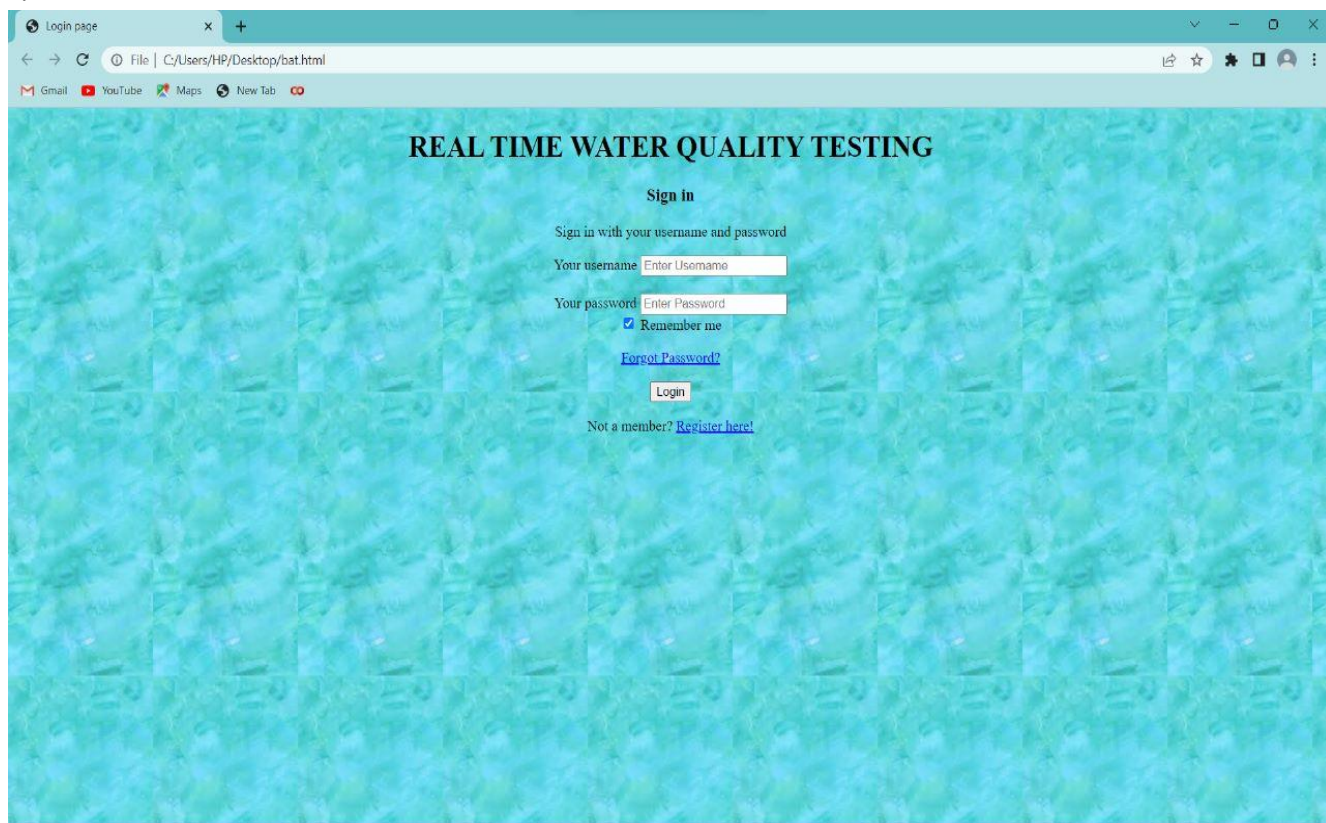 Login page
File | C:/Users/HP/Desktop/bat.html
Gmail YouTube Maps New Tab
REAL TIME WATER QUALITY TESTING
Sign in
Sign in with your username and password
Your username Enter Username
Your password Enter Password
Remember me
Forgot Password?
Login
Not a member? Register here!